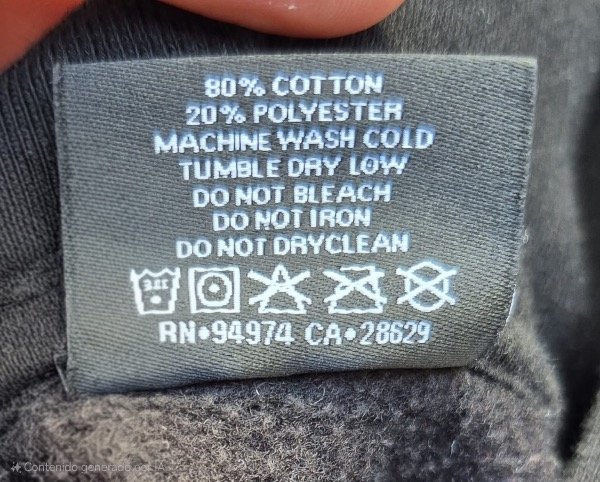 80% COTTON
20% POLYESTER
MACHINE WASH COLD
TUMBLE DRY LOW
DO NOT BLEACH
DO NOT IRON
DO NOT DRYCLEAN
RN•94974 CA•28629
Contenido generado por IA